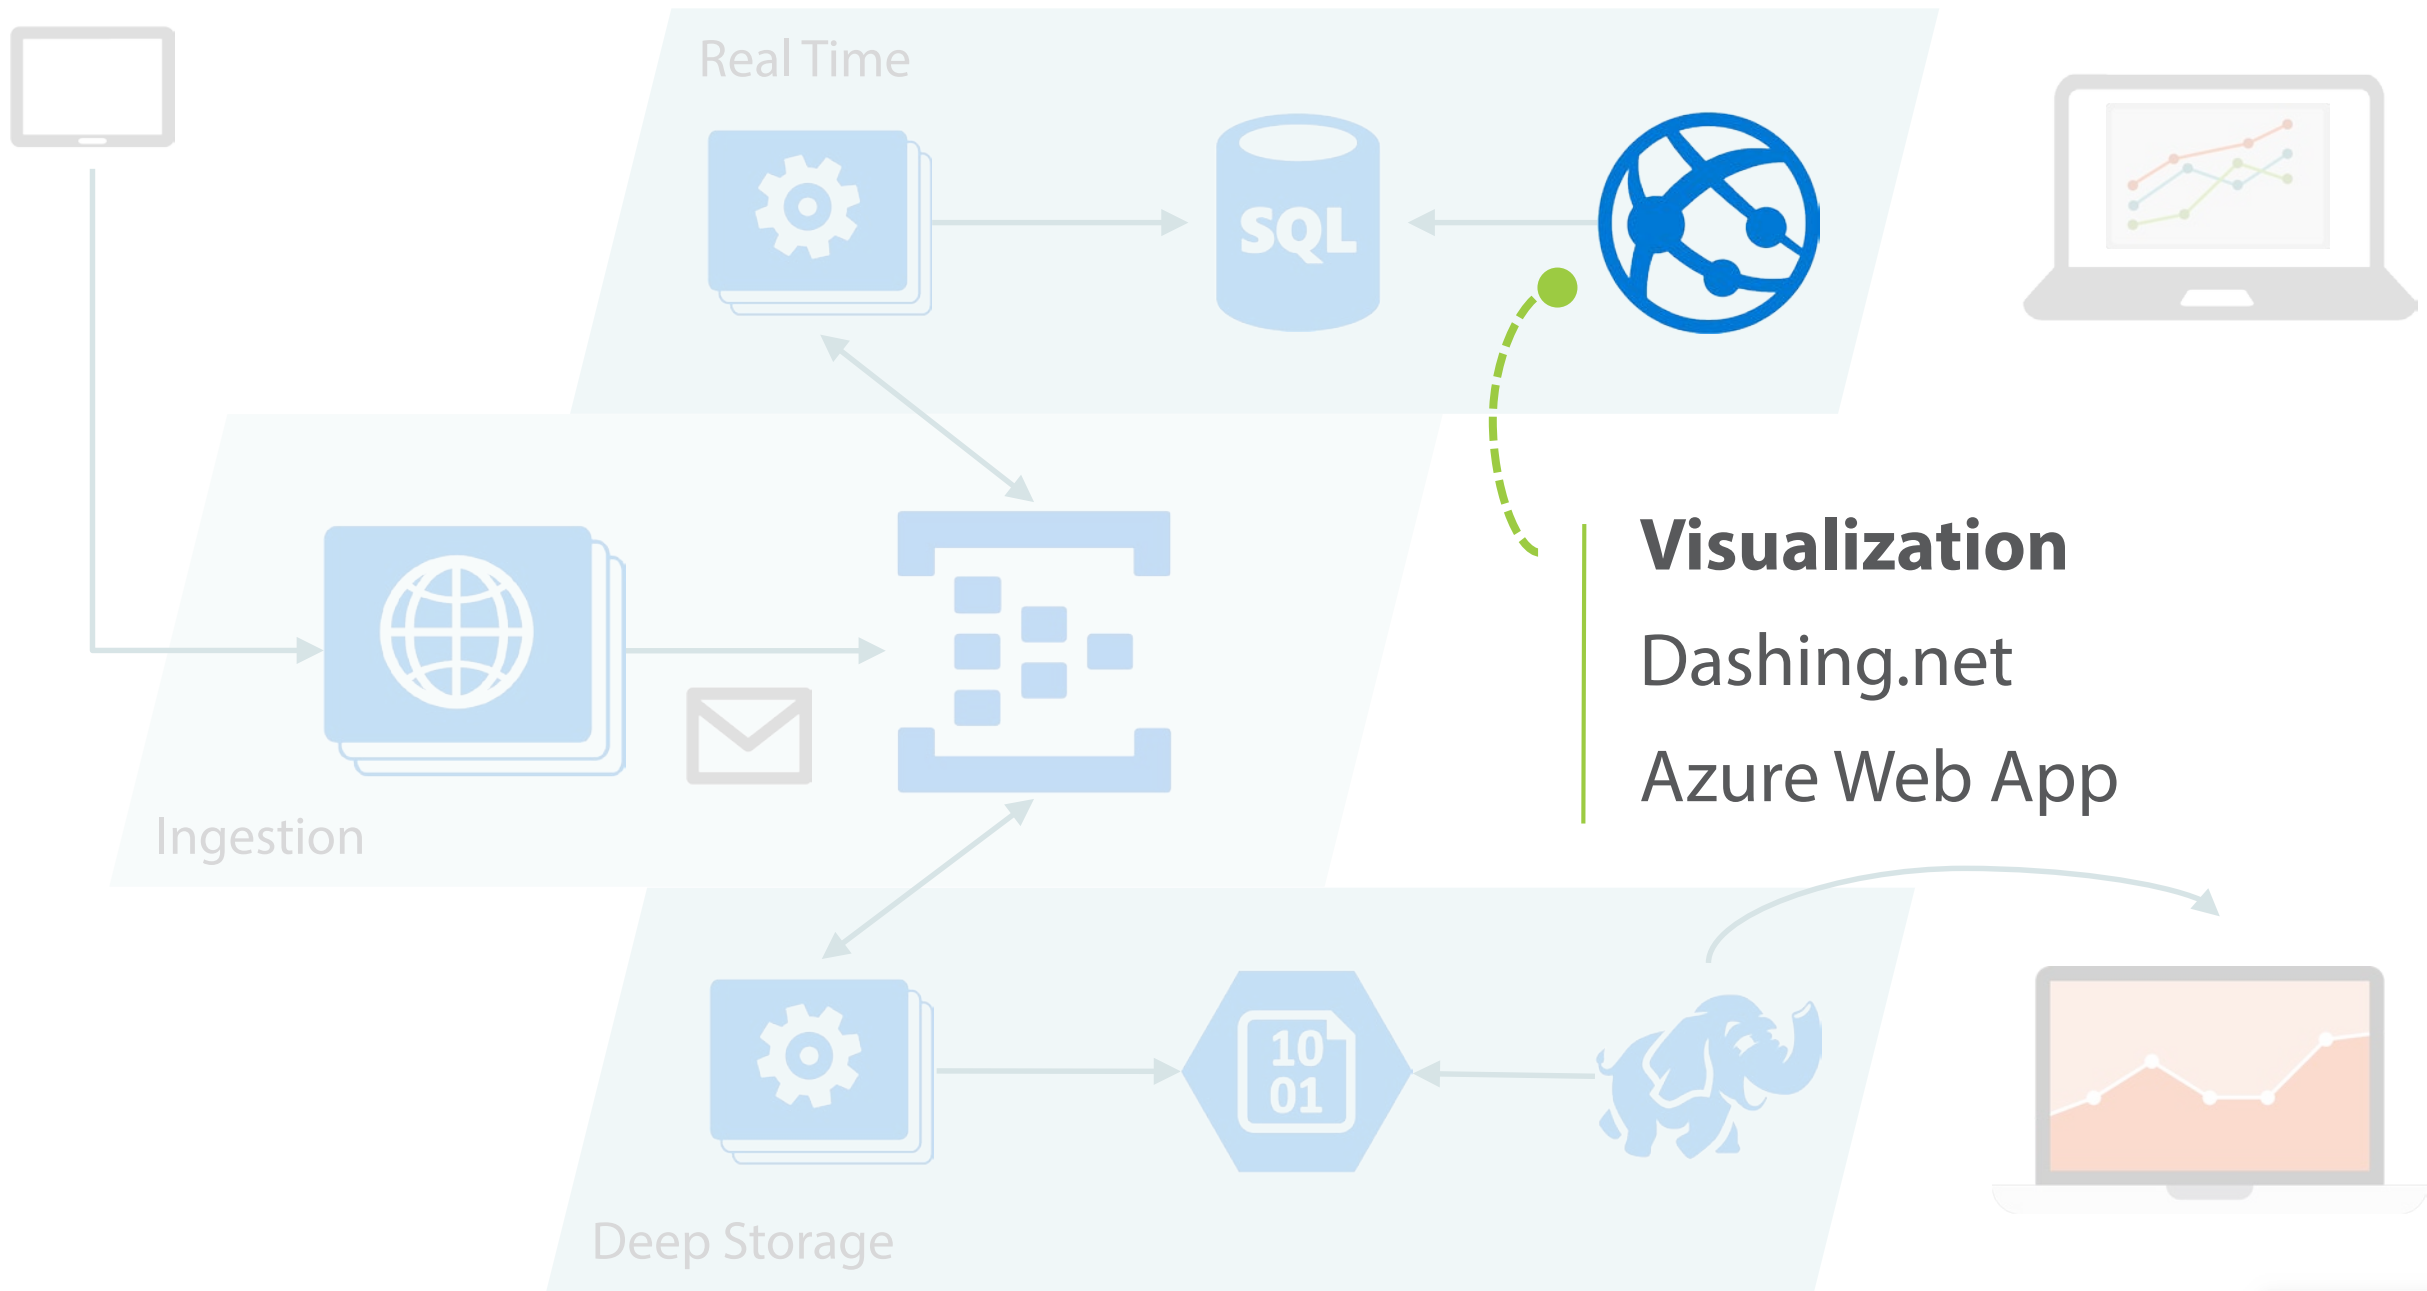 Real Time
SQL
Visualization
Dashing.net
Azure Web App
Ingestion
10
01
Deep Storage